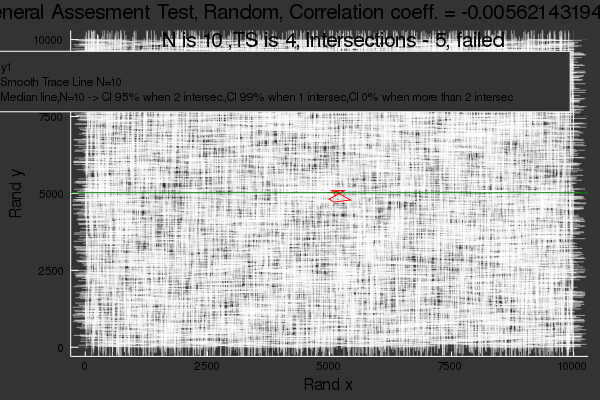 eneral Assesment Test, Random, Correlation coeff. = -0.00562143194
N is 10 ,TS is 4, intersections - 5, failed
y1
Smooth Trace Line N=10
Median line,N=10 -> CI 95% when 2 intersec.,CI 99% when 1 intersec,CI 0% when more than 2 intersec
10000
7500
5000
2500
0
Rand y
0 2500 5000 7500 10000
Rand x